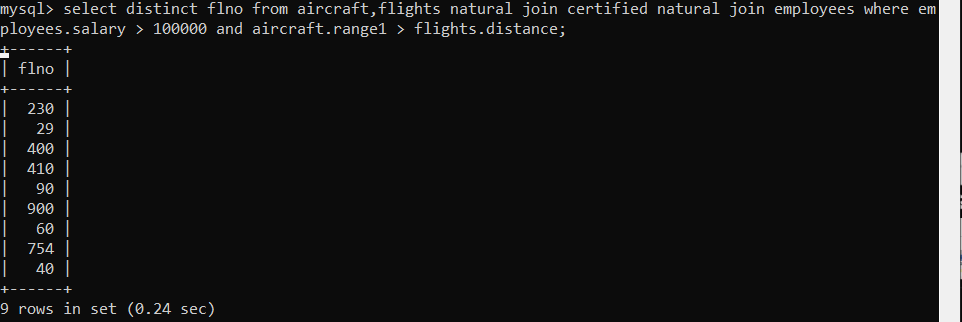 mysql> select distinct flno from aircraft,flights natural join certified natural join employees where em
ployees.salary > 100000 and aircraft.range1 > flights.distance;
+------+
| flno |
+------+
|  230 |
|   29 |
|  400 |
|  410 |
|   90 |
|  900 |
|   60 |
|  754 |
|   40 |
+------+
9 rows in set (0.24 sec)